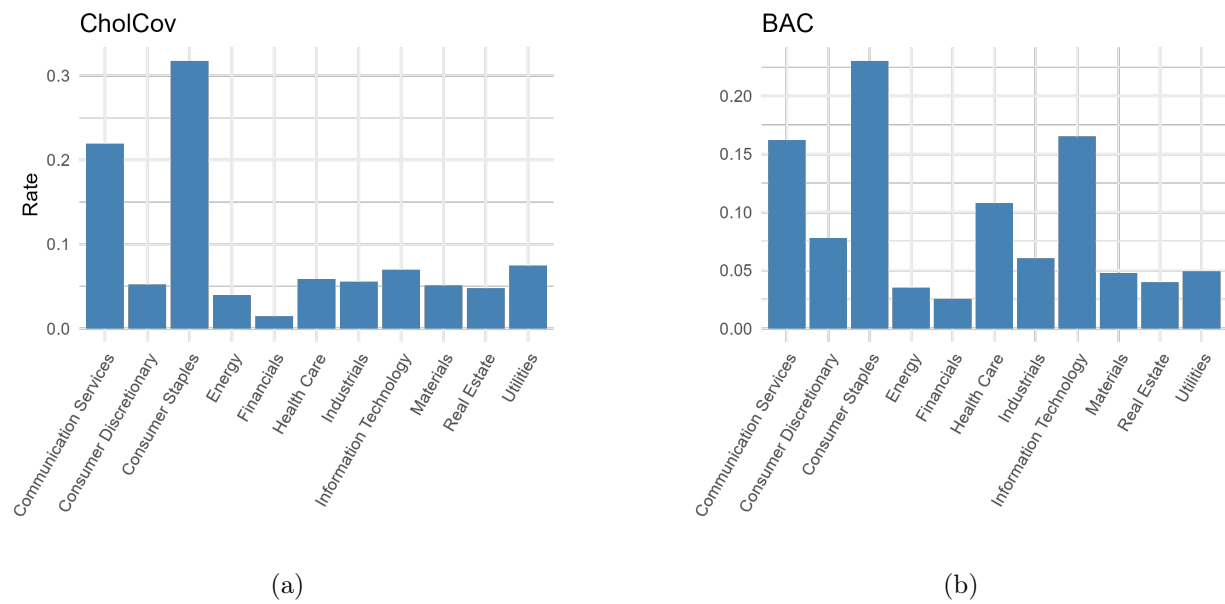 CholCov
Rate
0.3
0.2
0.1
0.0
Communication Services
Consumer Discretionary
Consumer Staples
Energy
Financials
Health Care
Industrials
Information Technology
Materials
Real Estate
Utilities
(a)
BAC
0.20
0.15
0.10
0.05
0.00
Communication Services
Consumer Discretionary
Consumer Staples
Energy
Financials
Health Care
Industrials
Information Technology
Materials
Real Estate
Utilities
(b)